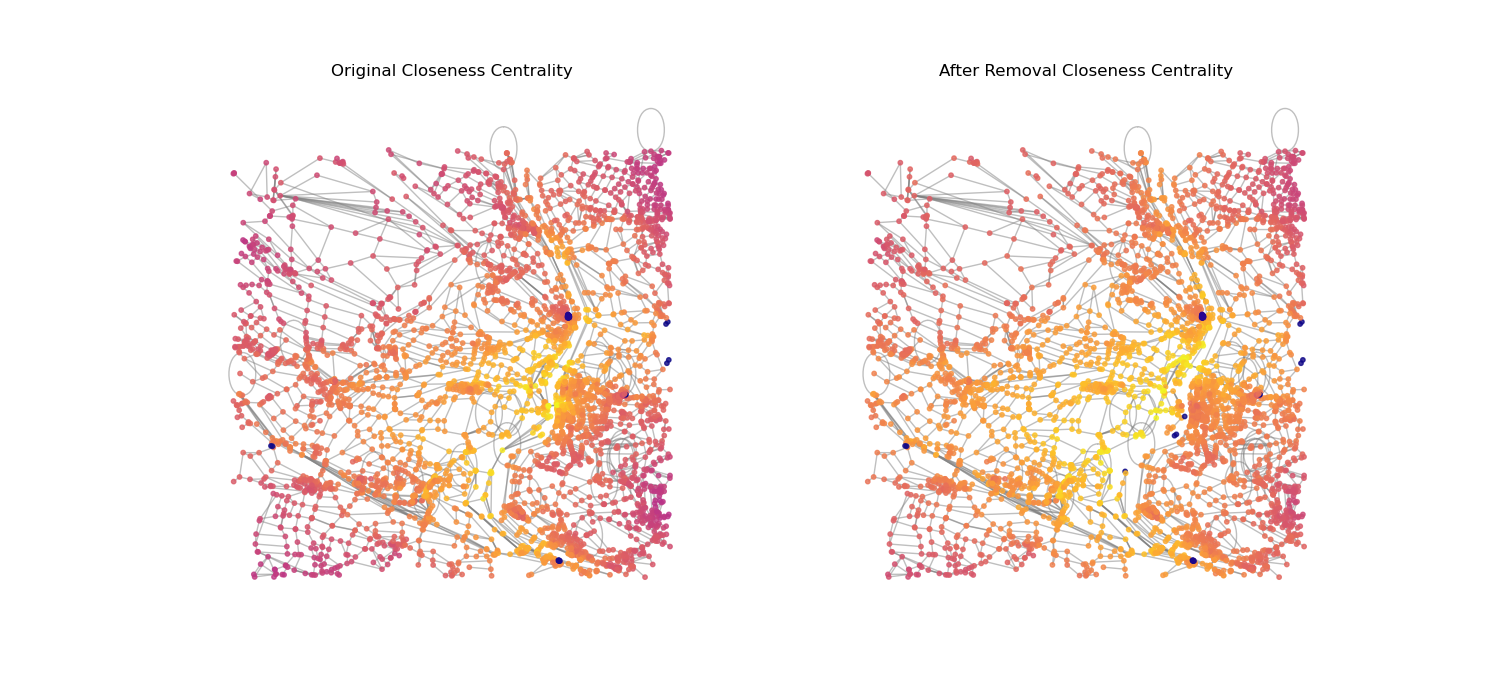 Original Closeness Centrality
After Removal Closeness Centrality